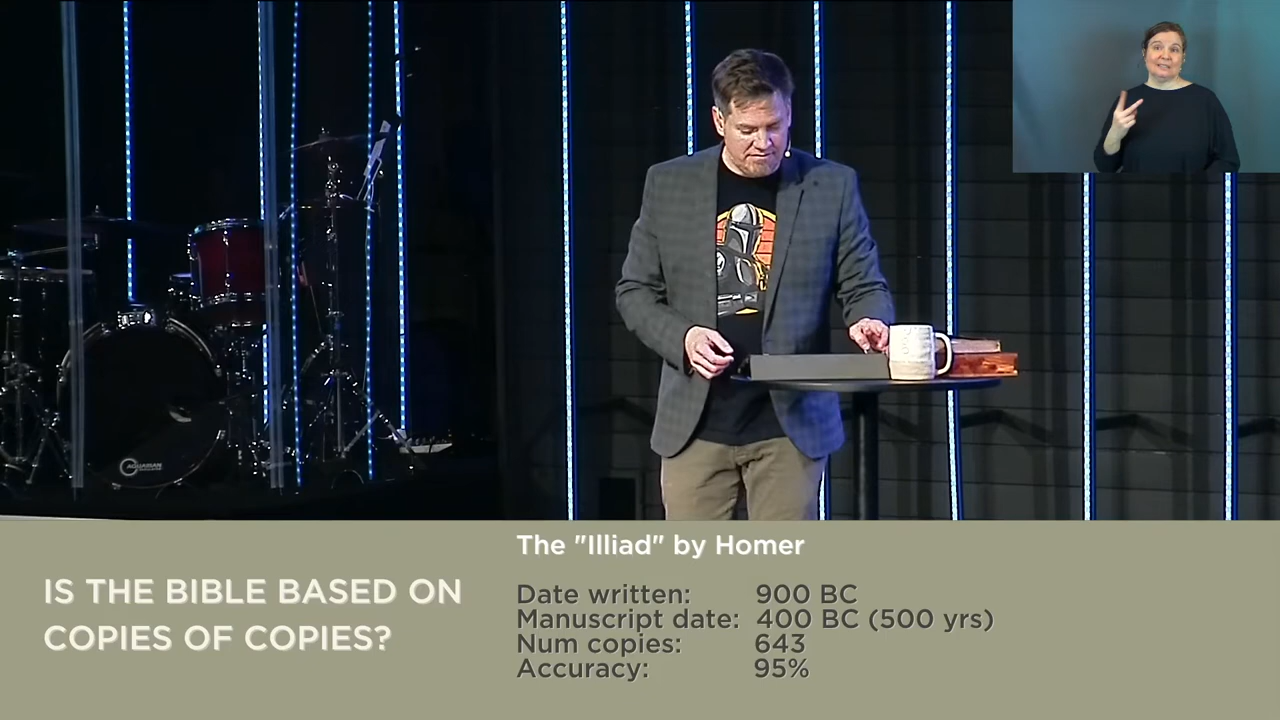 AQUARIAN
IS THE BIBLE BASED ON
COPIES OF COPIES?
The "Illiad" by Homer
Date written: 900 BC
Manuscript date: 400 BC (500 yrs)
Num copies: 643
Accuracy: 95%